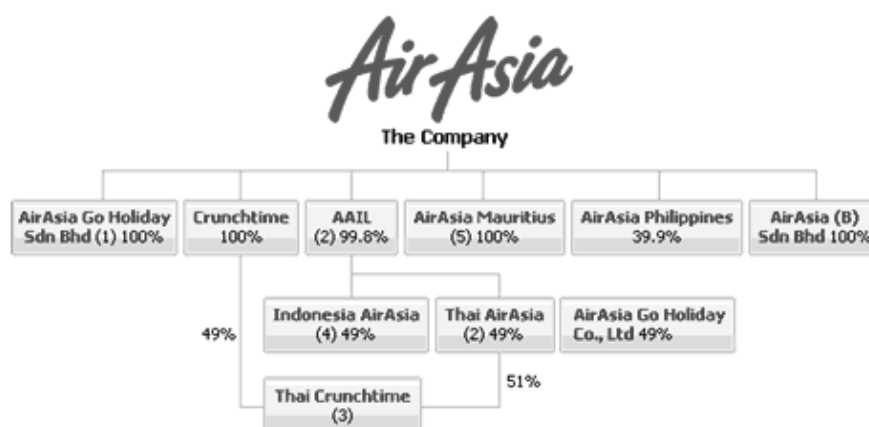 AirAsia
The Company
AirAsia Go Holiday
Sdn Bhd (1) 100%
Crunchtime
100%
AAIL
(2) 99.8%
AirAsia Mauritius
(5) 100%
AirAsia Philippines
39.9%
AirAsia (B)
Sdn Bhd 100%
49%
Indonesia AirAsia
(4) 49%
Thai AirAsia
(2) 49%
AirAsia Go Holiday
Co., Ltd 49%
51%
Thai Crunchtime
(3)